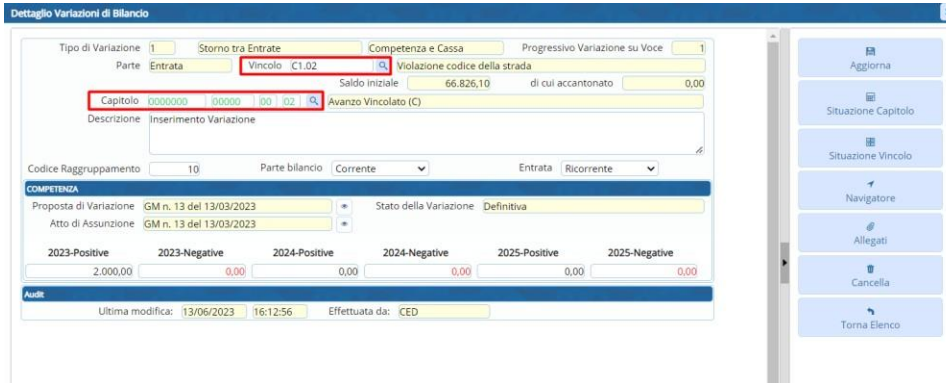 Dettaglio Variazioni di Bilancio
Tipo di Variazione 1 Storno tra Entrate Competenza e Cassa Progressivo Variazione su Voce 1
Parte Entrata Vincolo C1.02 Violazione codice della strada
Saldo iniziale 66.826,10 di cui accantonato 0,00
Capitolo 0000000 00000 00 02 Avanzo Vincolato (C)
Descrizione Inserimento Variazione
Codice Raggruppamento 10 Parte bilancio Corrente Entrata Ricorrente
COMPETENZA
Proposta di Variazione GM n. 13 del 13/03/2023 Stato della Variazione Definitiva
Atto di Assunzione GM n. 13 del 13/03/2023
2023-Positive 2023-Negative 2024-Positive 2024-Negative 2025-Positive 2025-Negative
2.000,00 0,00 0,00 0,00 0,00 0,00
Audit
Ultima modifica: 13/06/2023 16:12:56 Effettuata da: CED
Aggiorna
Situazione Capitolo
Situazione Vincolo
Navigatore
Allegati
Cancella
Torna Elenco